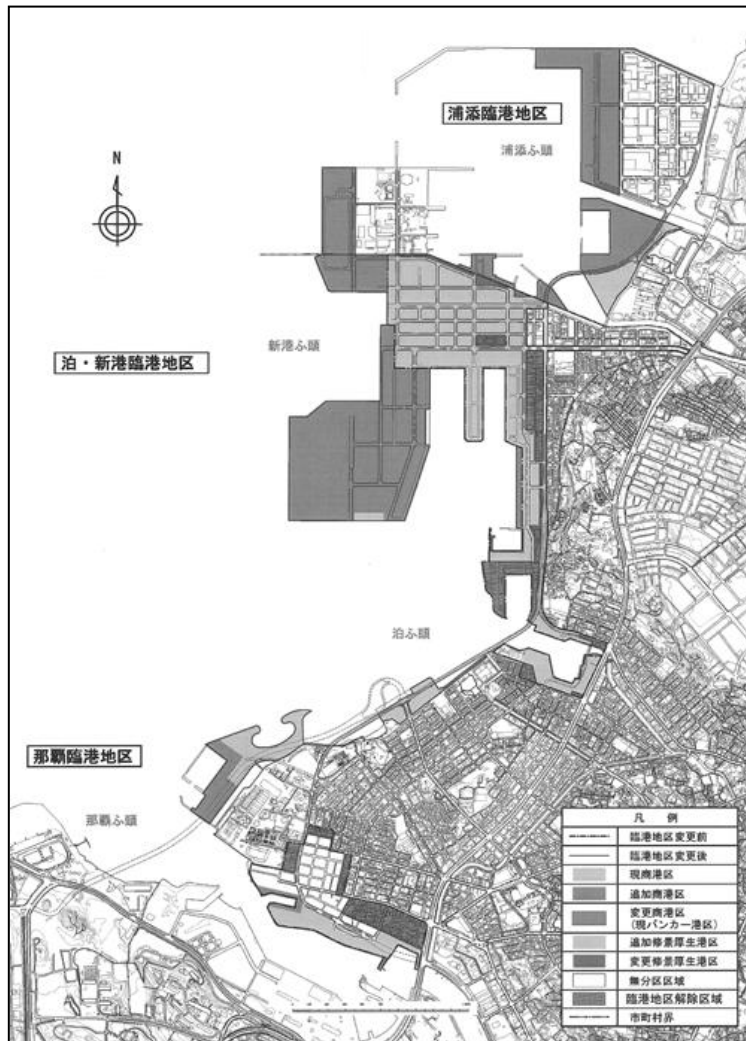 浦添臨港地区
浦添ふ頭
N
新港ふ頭
泊・新港臨港地区
泊ふ頭
那覇臨港地区
那覇ふ頭
凡 例
臨港地区変更前
臨港地区変更後
現商港区
追加商港区
変更商港区
(現バンカー港区)
追加修景厚生港区
変更修景厚生港区
無分区区域
臨港地区解除区域
市町村界